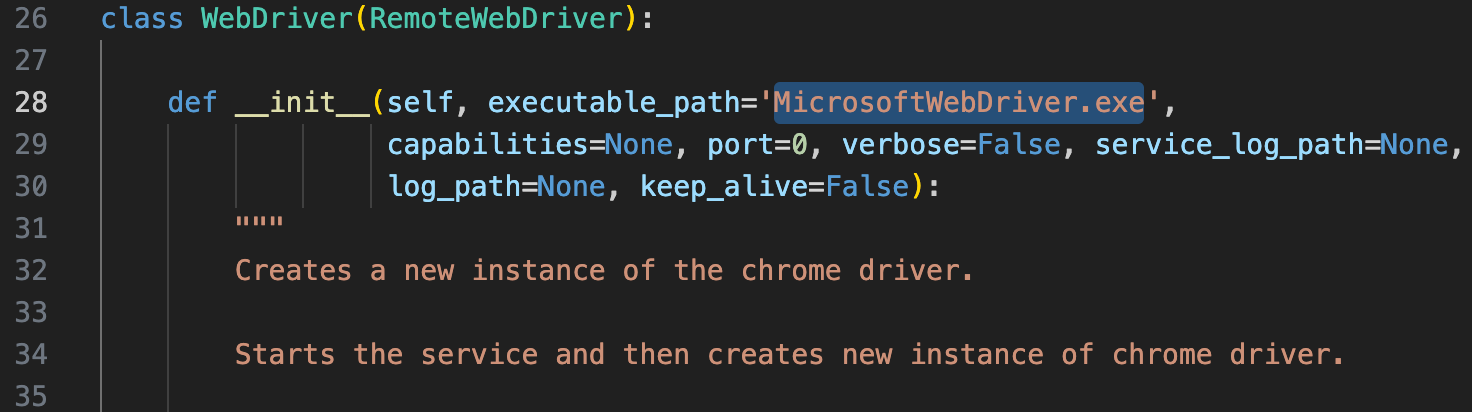 26 class WebDriver(RemoteWebDriver):
27
28 def __init__(self, executable_path='MicrosoftWebDriver.exe',
29 capabilities=None, port=0, verbose=False, service_log_path=None,
30 log_path=None, keep_alive=False):
31 """
32 Creates a new instance of the chrome driver.
33
34 Starts the service and then creates new instance of chrome driver.
35